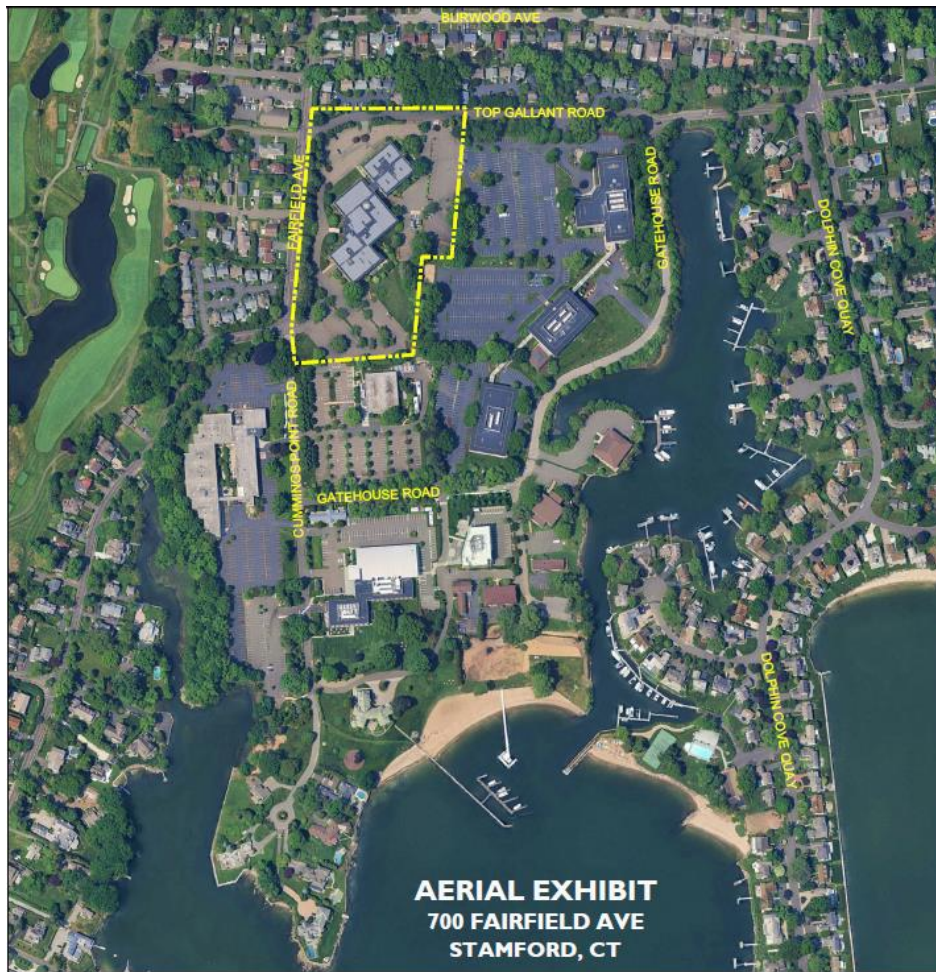 BURWOOD AVE
TOP GALLANT ROAD
FAIRFIELD AVE
GATEHOUSE ROAD
DOLPHIN COVE QUAY
CUMMINGS POINT ROAD
GATEHOUSE ROAD
DOLPHIN COVE QUAY
AERIAL EXHIBIT
700 FAIRFIELD AVE
STAMFORD, CT